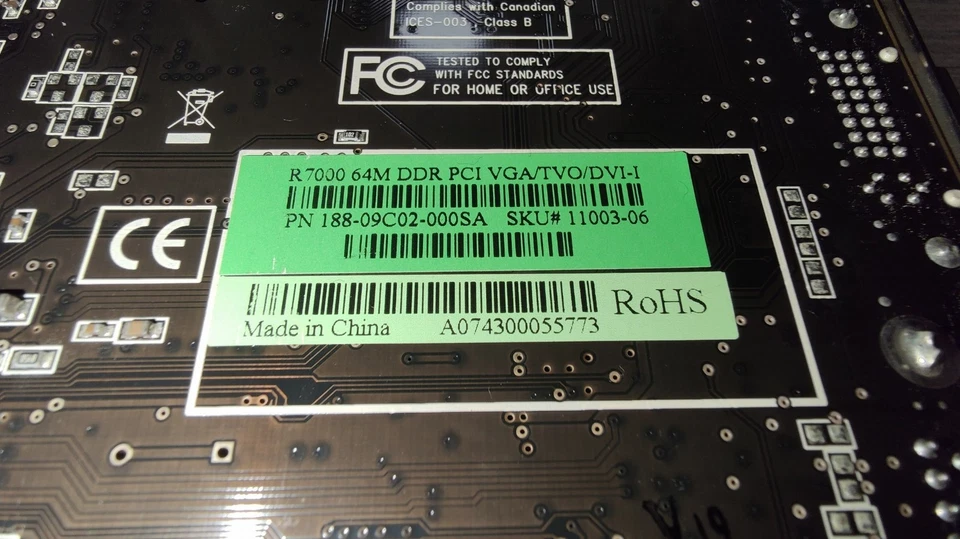 Complies with Canadian
ICES-003 Class B
FC
TESTED TO COMPLY
WITH FCC STANDARDS
FOR HOME OR OFFICE USE
R7000 64M DDR PCI VGA/TVO/DVI-I
PN 188-09C02-000SA SKU# 11003-06
CE
RoHS
Made in China A074300055773